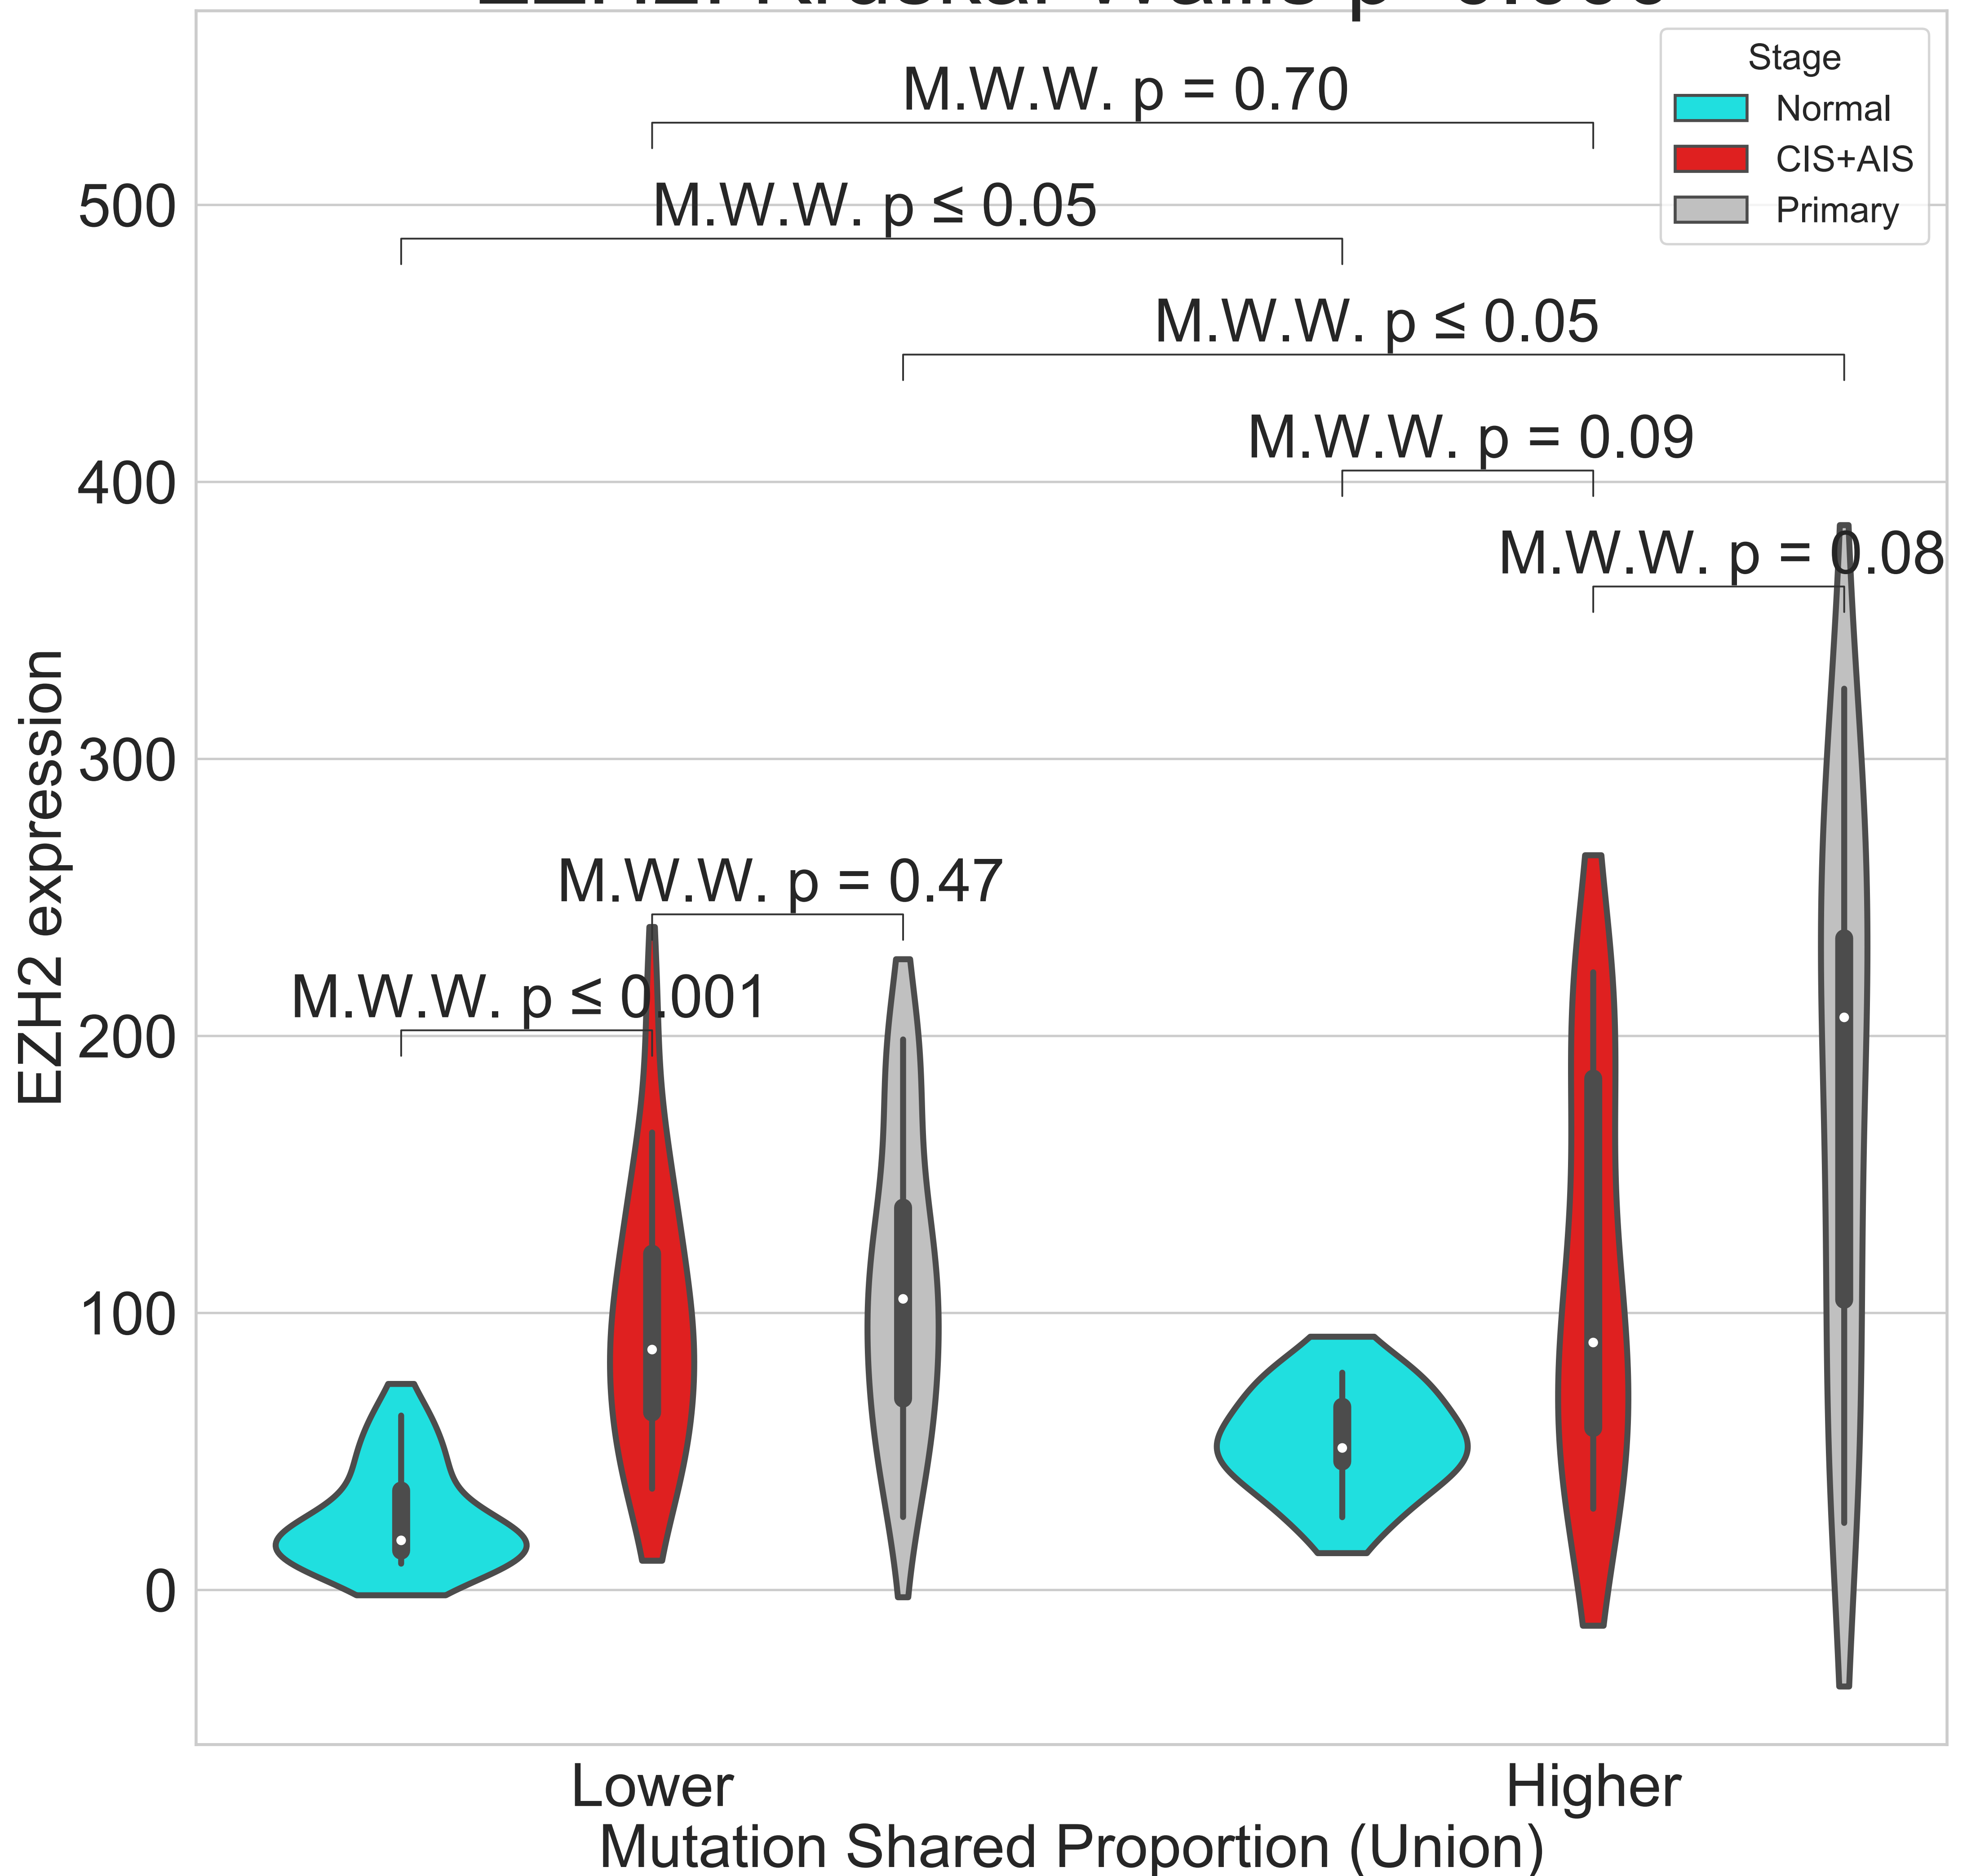 Stage
Normal
CIS+AIS
Primary
M.W.W. p = 0.70
M.W.W. p ≤ 0.05
M.W.W. p ≤ 0.05
M.W.W. p = 0.09
M.W.W. p = 0.08
M.W.W. p = 0.47
M.W.W. p ≤ 0.001
500
400
300
200
100
0
EZH2 expression
Lower
Higher
Mutation Shared Proportion (Union)